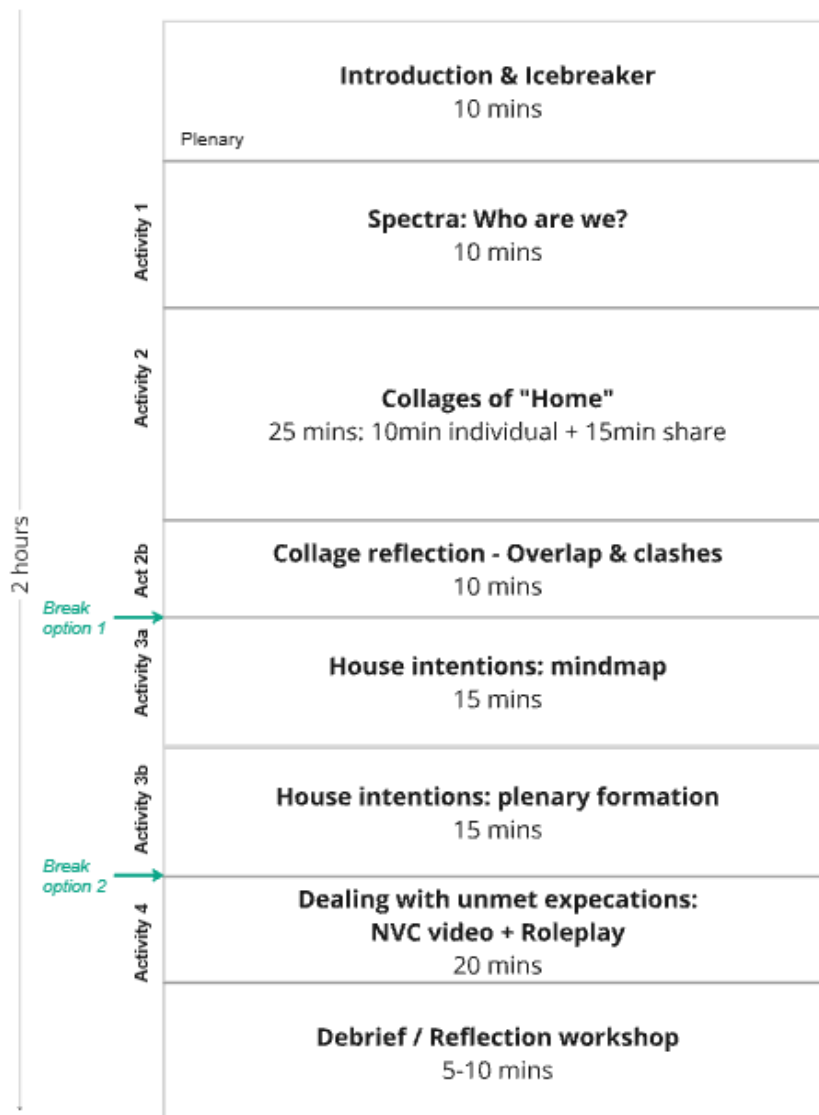 Introduction & Icebreaker
10 mins
Plenary
Activity 1
Spectra: Who are we?
10 mins
Activity 2
Collages of "Home"
25 mins: 10min individual + 15min share
2 hours
Act 2b
Collage reflection - Overlap & clashes
10 mins
Break
option 1
Activity 3a
House intentions: mindmap
15 mins
Activity 3b
House intentions: plenary formation
15 mins
Break
option 2
Activity 4
Dealing with unmet expecations:
NVC video + Roleplay
20 mins
Debrief / Reflection workshop
5-10 mins